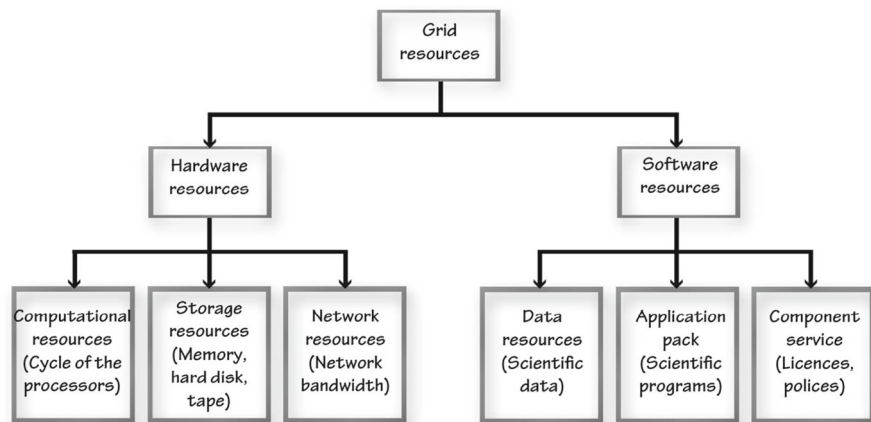 Grid
resources
Hardware
resources
Software
resources
Computational
resources
(Cycle of the
processors)
Storage
resources
(Memory,
hard disk,
tape)
Network
resources
(Network
bandwidth)
Data
resources
(Scientific
data)
Application
pack
(Scientific
programs)
Component
service
(Licences,
polices)